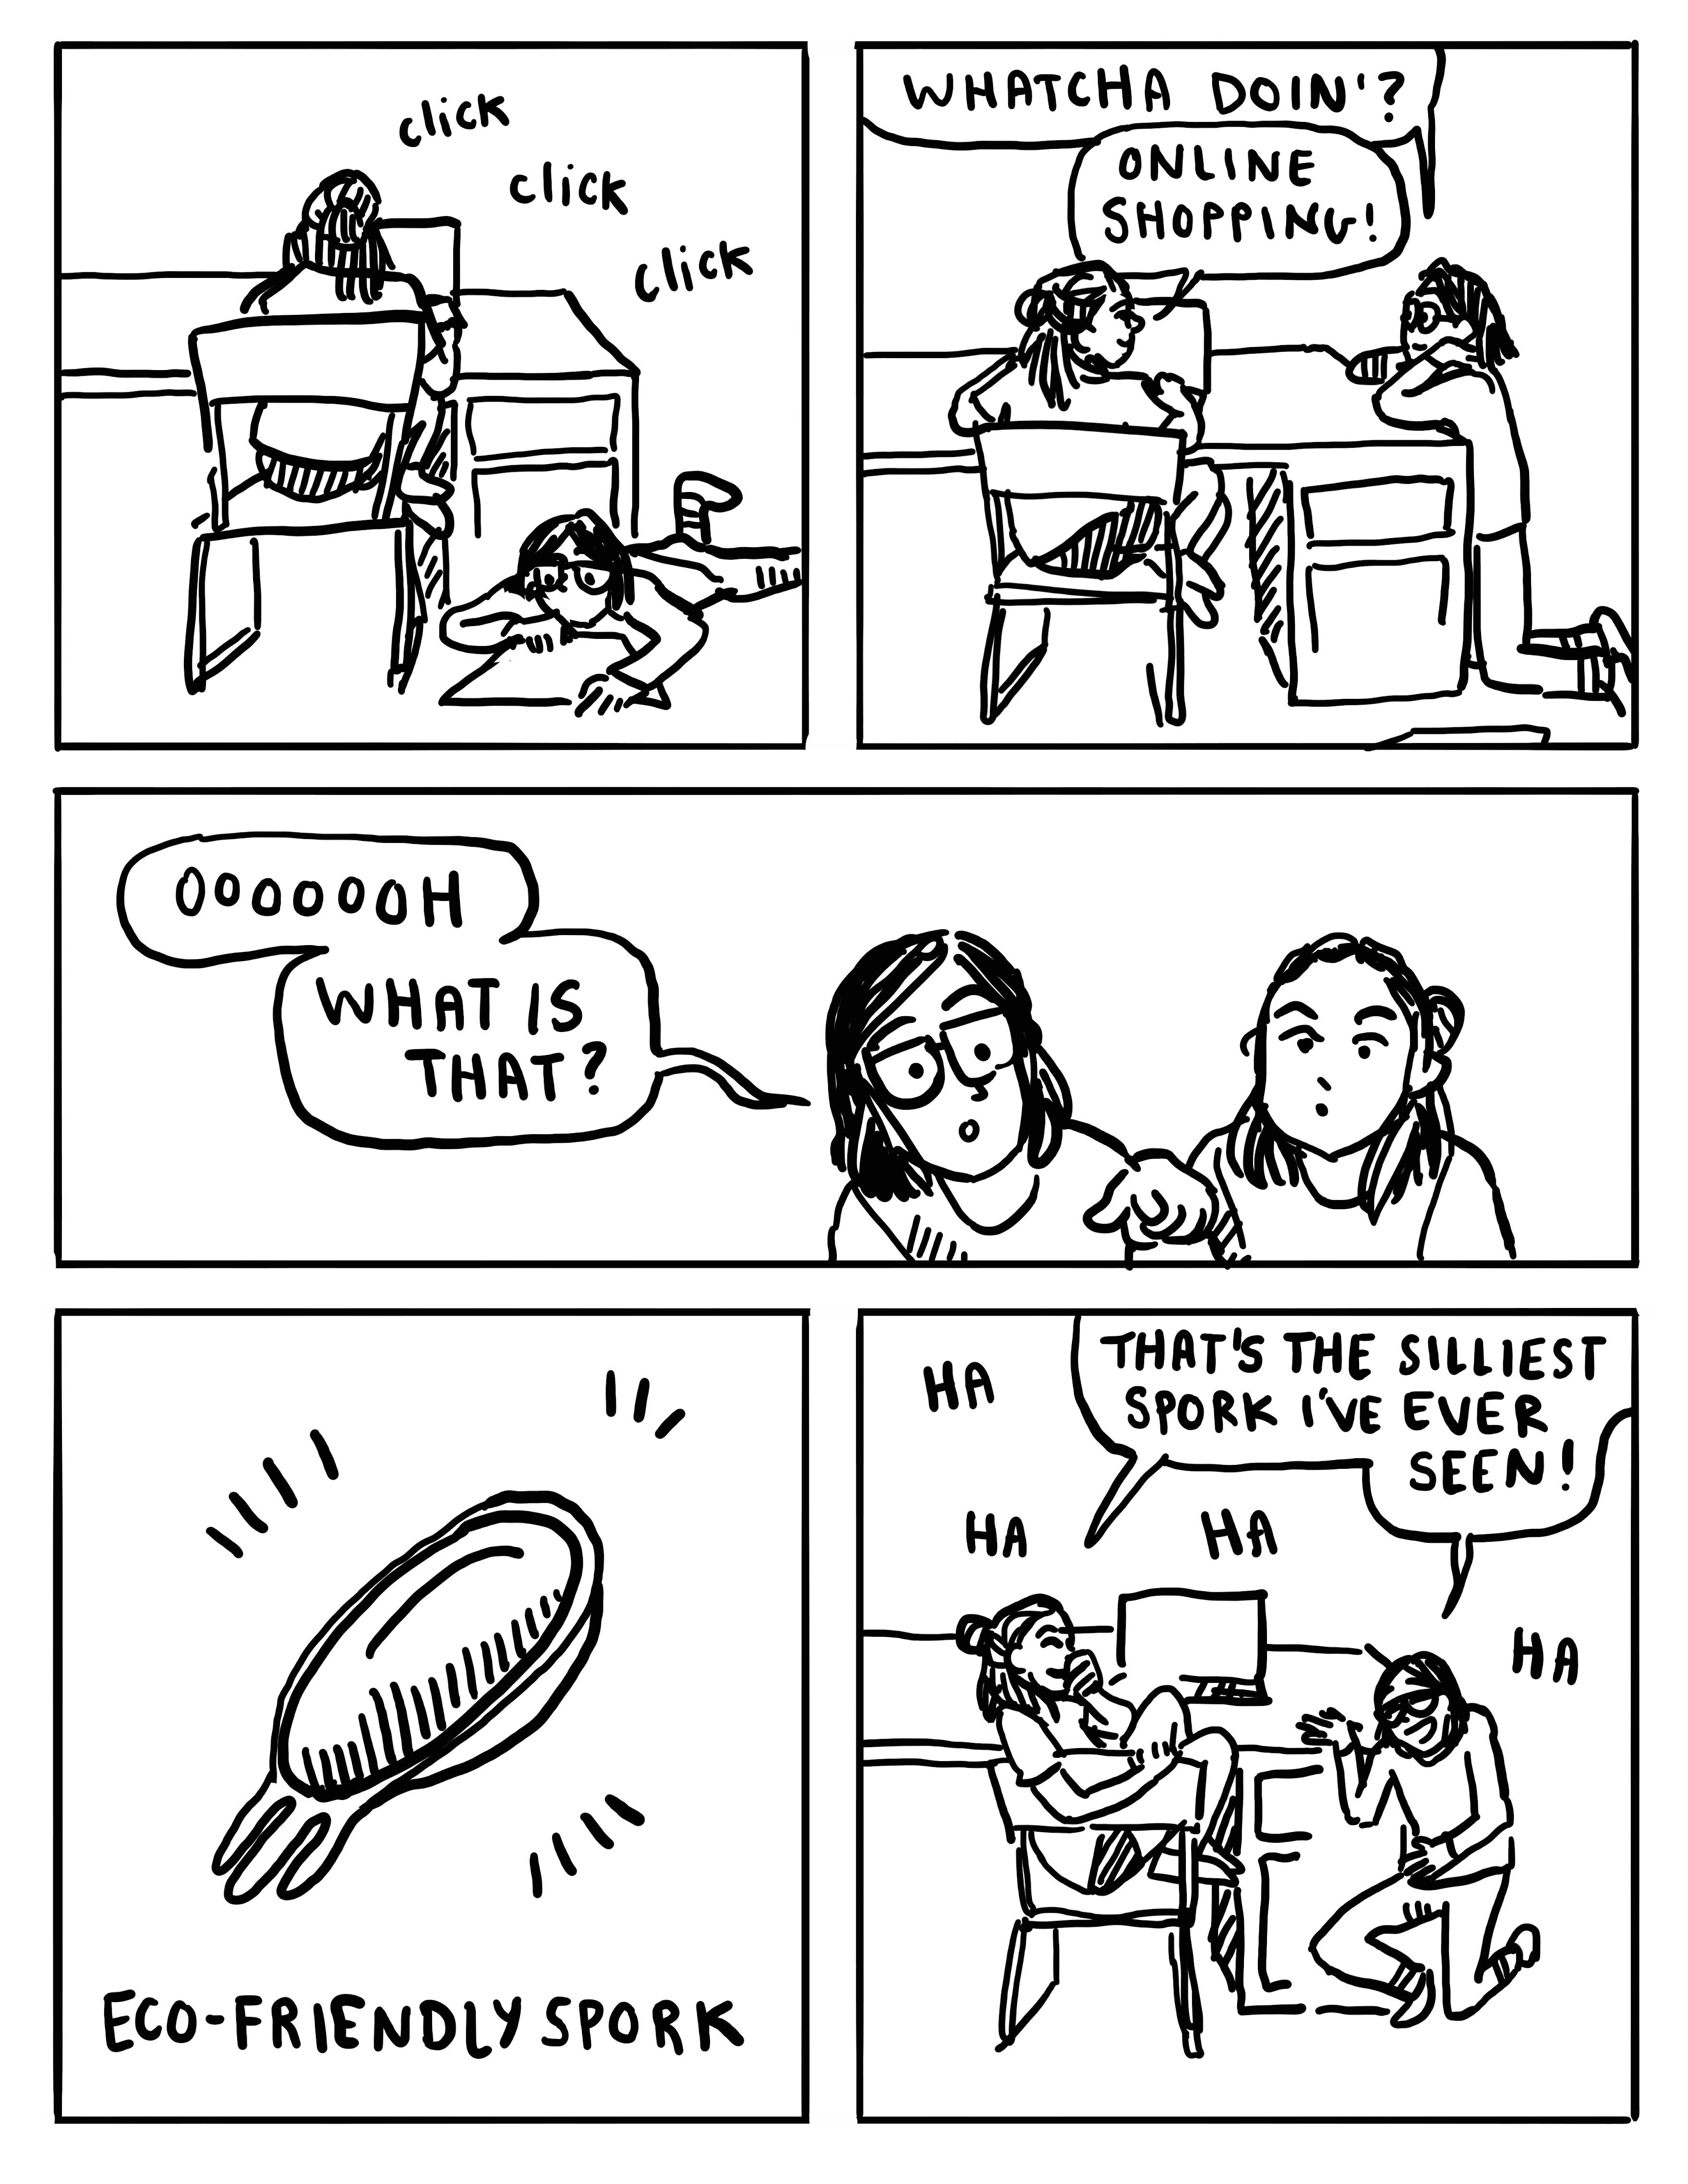 click
click
click
WHATCHA DOIN'?
ONLINE
SHOPPING!
OOOOOOH
WHAT IS
THAT?
ECO-FRIENDLY SPORK
HA
THAT'S THE SILLIEST
SPORK I'VE EVER
SEEN!
HA
HA
HA